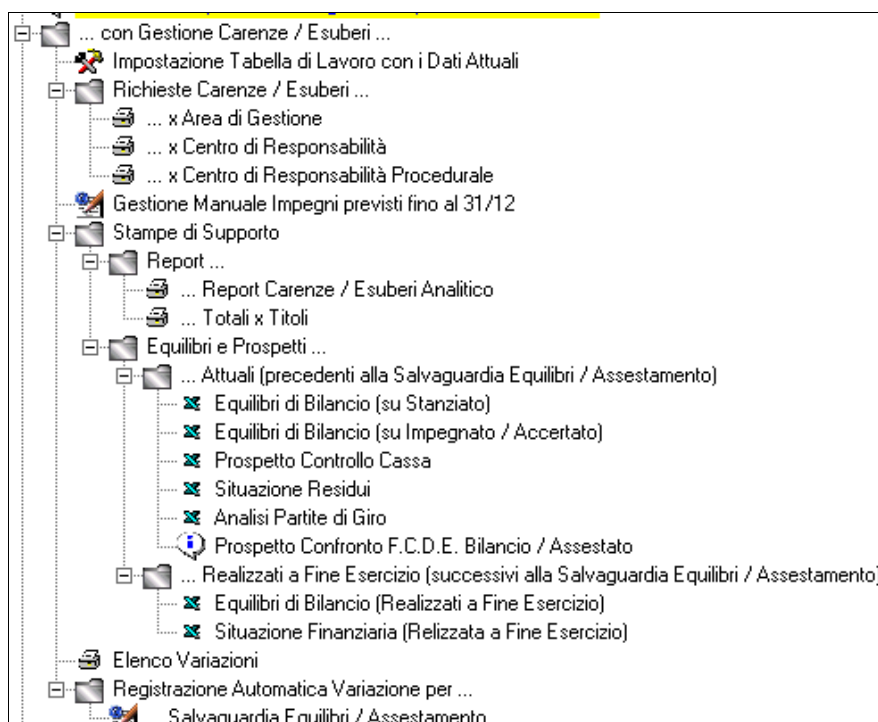 ... con Gestione Carenze / Esuberi ...
Impostazione Tabella di Lavoro con i Dati Attuali
Richieste Carenze / Esuberi ...
... x Area di Gestione
... x Centro di Responsabilità
... x Centro di Responsabilità Procedurale
Gestione Manuale Impegni previsti fino al 31/12
Stampe di Supporto
Report ...
... Report Carenze / Esuberi Analitico
... Totali x Titoli
Equilibri e Prospetti ...
... Attuali (precedenti alla Salvaguardia Equilibri / Assestamento)
Equilibri di Bilancio (su Stanziato)
Equilibri di Bilancio (su Impegnato / Accertato)
Prospetto Controllo Cassa
Situazione Residui
Analisi Partite di Giro
Prospetto Confronto F.C.D.E. Bilancio / Assestato
... Realizzati a Fine Esercizio (successivi alla Salvaguardia Equilibri / Assestamento)
Equilibri di Bilancio (Realizzati a Fine Esercizio)
Situazione Finanziaria (Relizzata a Fine Esercizio)
Elenco Variazioni
Registrazione Automatica Variazione per ...
... Salvaguardia Equilibri / Assestamento